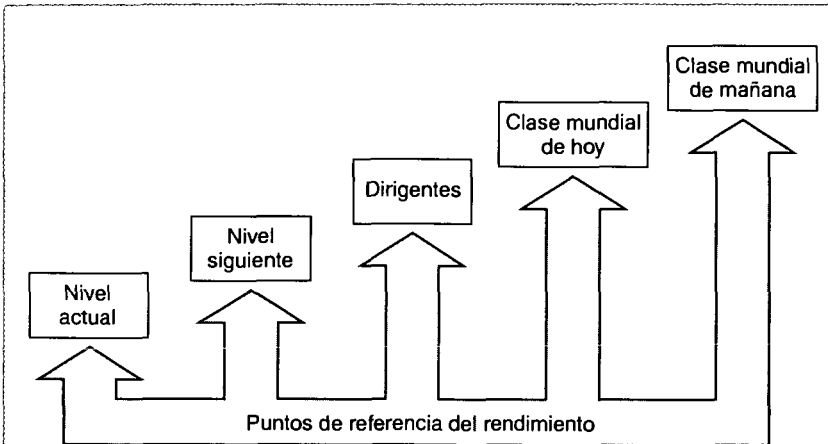 Nivel
actual
Nivel
siguiente
Dirigentes
Clase mundial
de hoy
Clase mundial
de mañana
Puntos de referencia del rendimiento